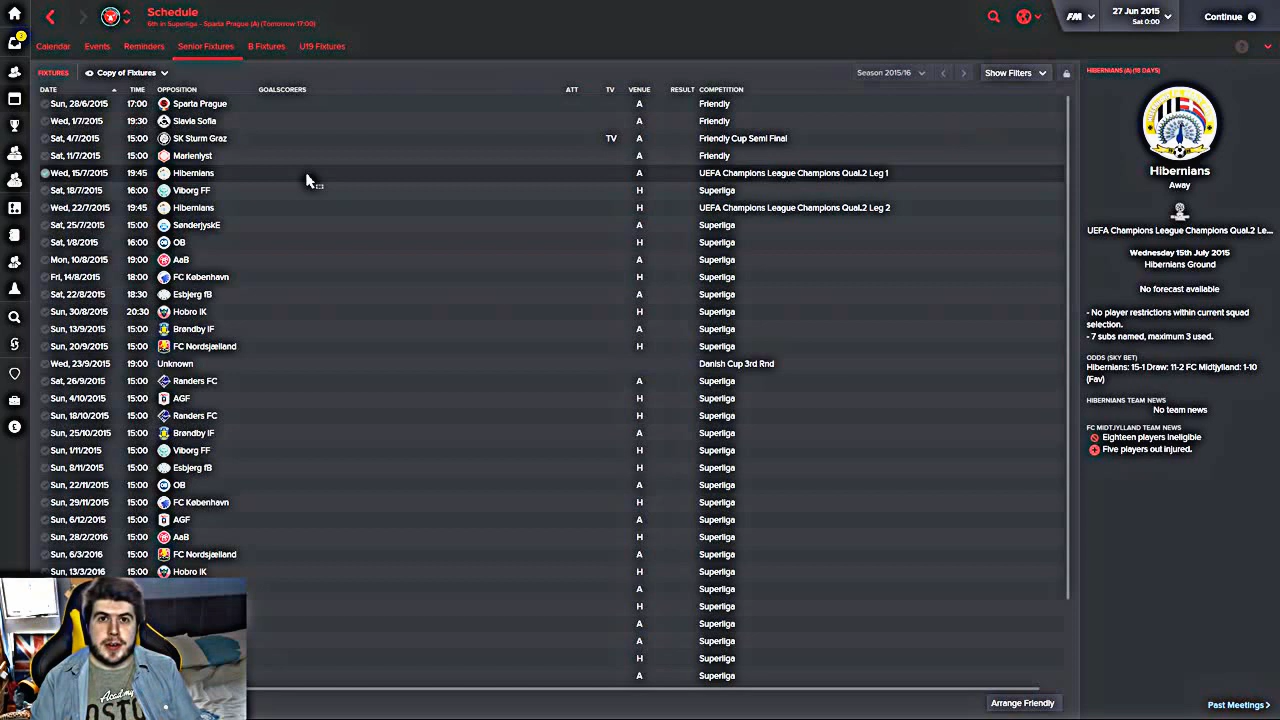 Schedule
6th in Superliga - Sparta Prague (A) (Tomorrow 17:00)
FM
27 Jun 2015
Sat 0:00
Continue
2
Calendar Events Reminders Senior Fixtures B Fixtures U19 Fixtures
FIXTURES Copy of Fixtures Season 2015/16 Show Filters
DATE TIME OPPOSITION GOALSCORERS ATT TV VENUE RESULT COMPETITION
Sun, 28/6/2015 17:00 Sparta Prague A Friendly
Wed, 1/7/2015 19:30 Slavia Sofia A Friendly
Sat, 4/7/2015 15:00 SK Sturm Graz TV A Friendly Cup Semi Final
Sat, 11/7/2015 15:00 Marienlyst A Friendly
Wed, 15/7/2015 19:45 Hibernians A UEFA Champions League Champions Qual.2 Leg 1
Sat, 18/7/2015 16:00 Viborg FF H Superliga
Wed, 22/7/2015 19:45 Hibernians H UEFA Champions League Champions Qual.2 Leg 2
Sat, 25/7/2015 15:00 SønderjyskE A Superliga
Sat, 1/8/2015 16:00 OB H Superliga
Mon, 10/8/2015 19:00 AaB A Superliga
Fri, 14/8/2015 18:00 FC København H Superliga
Sat, 22/8/2015 18:30 Esbjerg fB A Superliga
Sun, 30/8/2015 20:30 Hobro IK H Superliga
Sun, 13/9/2015 15:00 Brøndby IF A Superliga
Sun, 20/9/2015 15:00 FC Nordsjælland H Superliga
Wed, 23/9/2015 19:00 Unknown Danish Cup 3rd Rnd
Sat, 26/9/2015 15:00 Randers FC A Superliga
Sun, 4/10/2015 15:00 AGF H Superliga
Sun, 18/10/2015 15:00 Randers FC H Superliga
Sun, 25/10/2015 15:00 Brøndby IF A Superliga
Sun, 1/11/2015 15:00 Viborg FF H Superliga
Sun, 8/11/2015 15:00 Esbjerg fB H Superliga
Sun, 22/11/2015 15:00 OB A Superliga
Sun, 29/11/2015 15:00 FC København H Superliga
Sun, 6/12/2015 15:00 AGF A Superliga
Sun, 28/2/2016 15:00 AaB H Superliga
Sun, 6/3/2016 15:00 FC Nordsjælland A Superliga
Sun, 13/3/2016 15:00 Hobro IK H Superliga
A Superliga
H Superliga
A Superliga
A Superliga
H Superliga
A Superliga
Arrange Friendly
HIBERNIANS (A) (18 DAYS)
Hibernians
Away
UEFA Champions League Champions Qual.2 Le...
Wednesday 15th July 2015
Hibernians Ground
No forecast available
- No player restrictions within current squad
selection.
- 7 subs named, maximum 3 used.
ODDS (SKY BET)
Hibernians: 15-1 Draw: 11-2 FC Midtjylland: 1-10
(Fav)
HIBERNIANS TEAM NEWS
No team news
FC MIDTJYLLAND TEAM NEWS
Eighteen players ineligible
Five players out injured.
Past Meetings